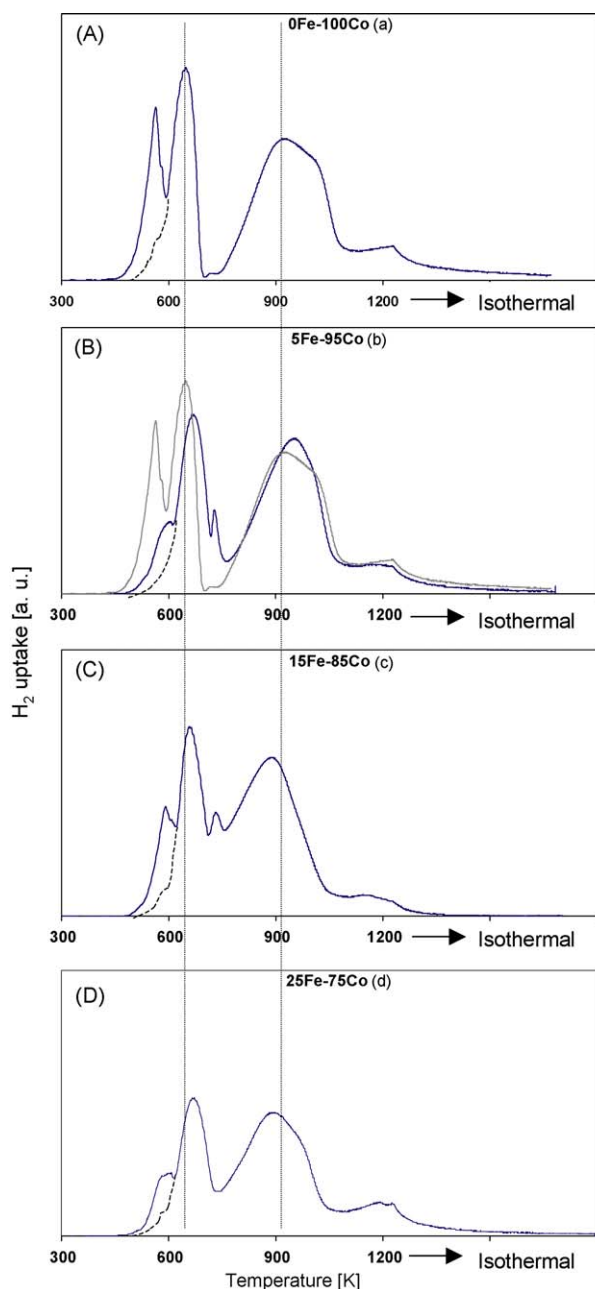 (A)
0Fe-100Co (a)
300 600 900 1200 Isothermal
(B)
5Fe-95Co (b)
300 600 900 1200 Isothermal
H2 uptake [a. u.]
(C)
15Fe-85Co (c)
300 600 900 1200 Isothermal
(D)
25Fe-75Co (d)
300 600 900 1200 Isothermal
Temperature [K]